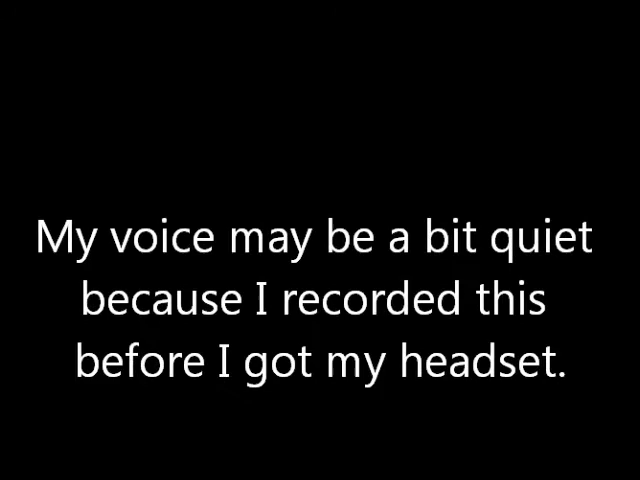 My voice may be a bit quiet
because I recorded this
before I got my headset.